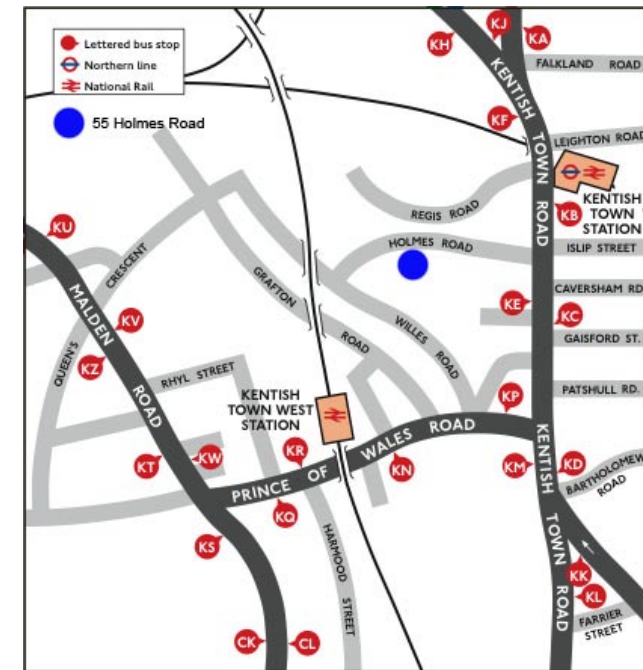 Lettered bus stop
Northern line
National Rail
55 Holmes Road
KH
KJ
KA
FALKLAND ROAD
KENTISH TOWN ROAD
KF
LEIGHTON ROAD
KENTISH
TOWN
STATION
KB
REGIS ROAD
HOLMES ROAD
ISLIP STREET
KU
QUEEN'S CRESCENT
GRAFTON ROAD
WILLES ROAD
CAVERSHAM RD
KE
KC
GAISFORD ST.
MALDEN ROAD
KV
KZ
RHYL STREET
PATSHULL RD.
KENTISH
TOWN WEST
STATION
KP
KT
KW
KR
PRINCE OF WALES ROAD
KN
KM
KD
BARTHOLOMEW
ROAD
KQ
KS
HARMOOD STREET
KENTISH TOWN ROAD
KK
KL
FARRIER
STREET
CK
CL